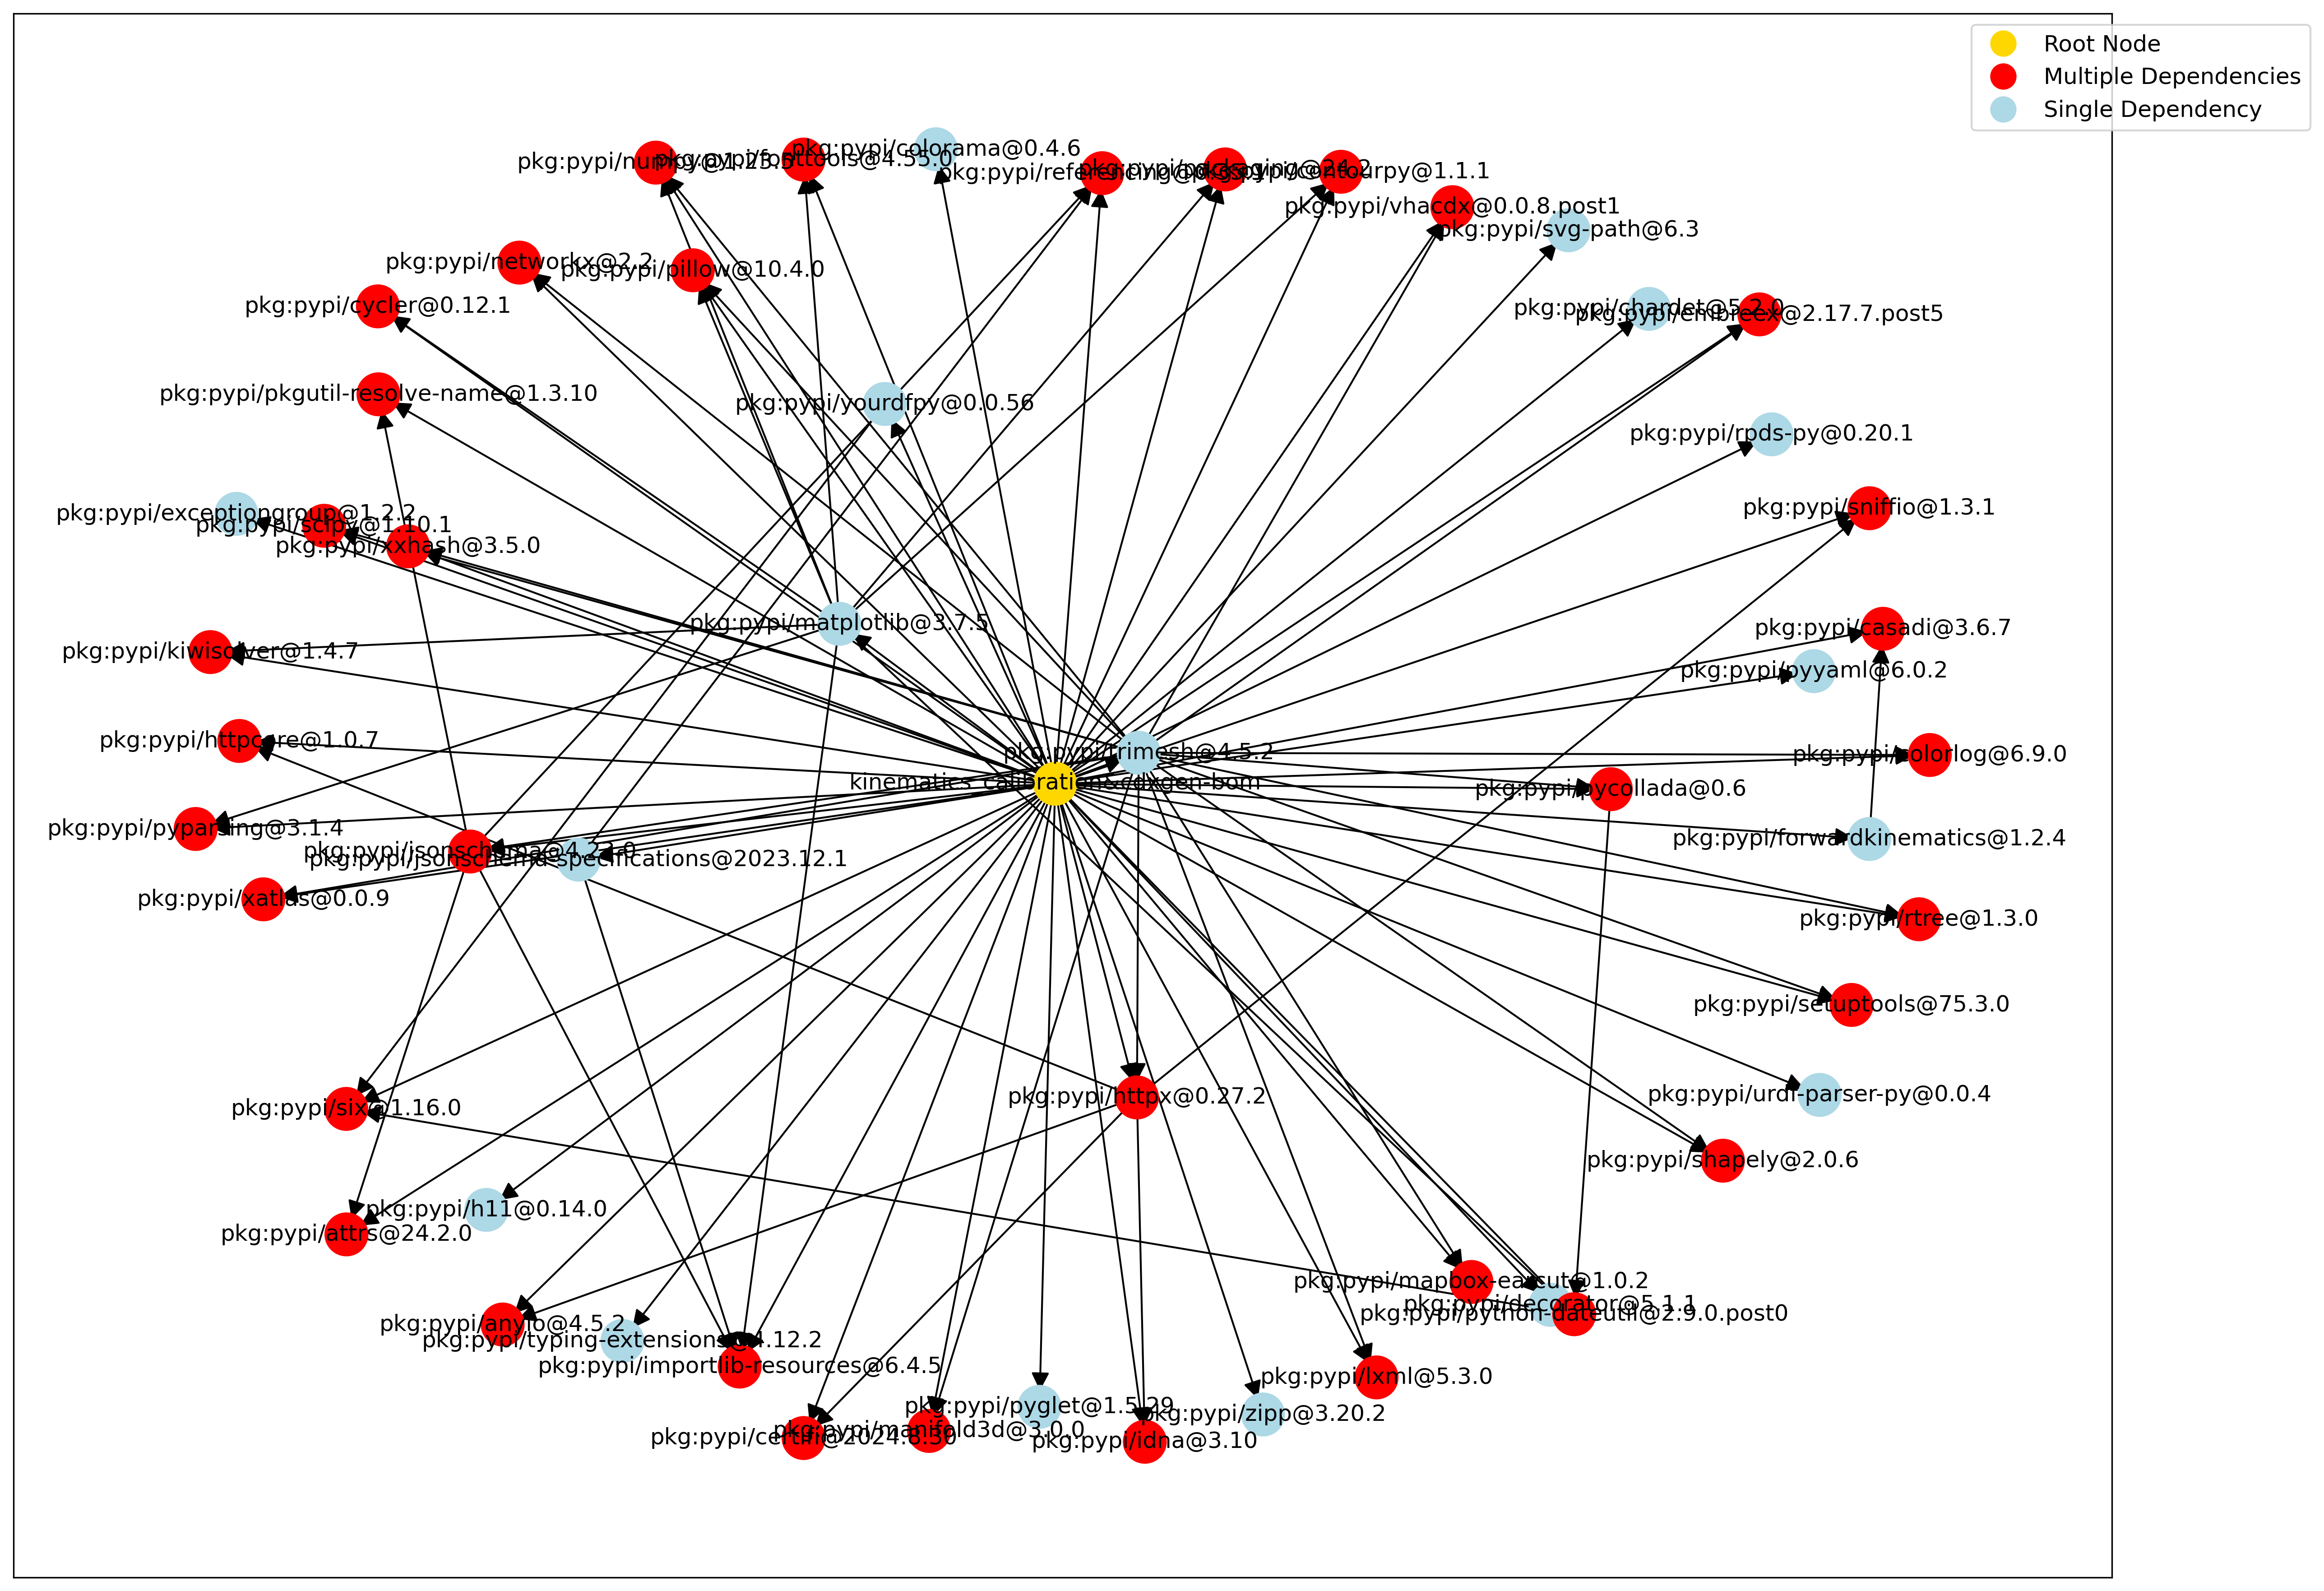 Root Node
Multiple Dependencies
Single Dependency
pkg:pypi/colorama@0.4.6
pkg:pypi/numpy@1.23.5
pkg:pypi/fonttools@4.55.0
pkg:pypi/packaging@24.2
pkg:pypi/contourpy@1.1.1
pkg:pypi/vhacdx@0.0.8.post1
pkg:pypi/svg-path@6.3
pkg:pypi/networkx@2.2
pkg:pypi/pillow@10.4.0
pkg:pypi/cycler@0.12.1
pkg:pypi/chardet@5.2.0
pkg:pypi/embreex@2.17.7.post5
pkg:pypi/pkgutil-resolve-name@1.3.10
pkg:pypi/yourdfpy@0.0.56
pkg:pypi/rpds-py@0.20.1
pkg:pypi/sniffio@1.3.1
pkg:pypi/exceptiongroup@1.2.2
pkg:pypi/scipy@1.10.1
pkg:pypi/xxhash@3.5.0
pkg:pypi/matplotlib@3.7.5
pkg:pypi/casadi@3.6.7
pkg:pypi/kiwisolver@1.4.7
pkg:pypi/pyyaml@6.0.2
pkg:pypi/httpcore@1.0.7
pkg:pypi/trimesh@4.5.2
pkg:pypi/colorlog@6.9.0
pkg:pypi/pycollada@0.6
pkg:pypi/pyparsing@3.1.4
pkg:pypi/forwardkinematics@1.2.4
pkg:pypi/jsonschema@4.23.0
pkg:pypi/jsonschema-specifications@2023.12.1
pkg:pypi/xatlas@0.0.9
pkg:pypi/rtree@1.3.0
pkg:pypi/setuptools@75.3.0
pkg:pypi/httpx@0.27.2
pkg:pypi/urdf-parser-py@0.0.4
pkg:pypi/six@1.16.0
pkg:pypi/shapely@2.0.6
pkg:pypi/h11@0.14.0
pkg:pypi/attrs@24.2.0
pkg:pypi/mapbox-earcut@1.0.2
pkg:pypi/decorator@5.1.1
pkg:pypi/python-dateutil@2.9.0.post0
pkg:pypi/anyio@4.5.2
pkg:pypi/typing-extensions@4.12.2
pkg:pypi/importlib-resources@6.4.5
pkg:pypi/lxml@5.3.0
pkg:pypi/pyglet@1.5.29
pkg:pypi/zipp@3.20.2
pkg:pypi/certifi@2024.8.30
pkg:pypi/manifold3d@3.0.0
pkg:pypi/idna@3.10